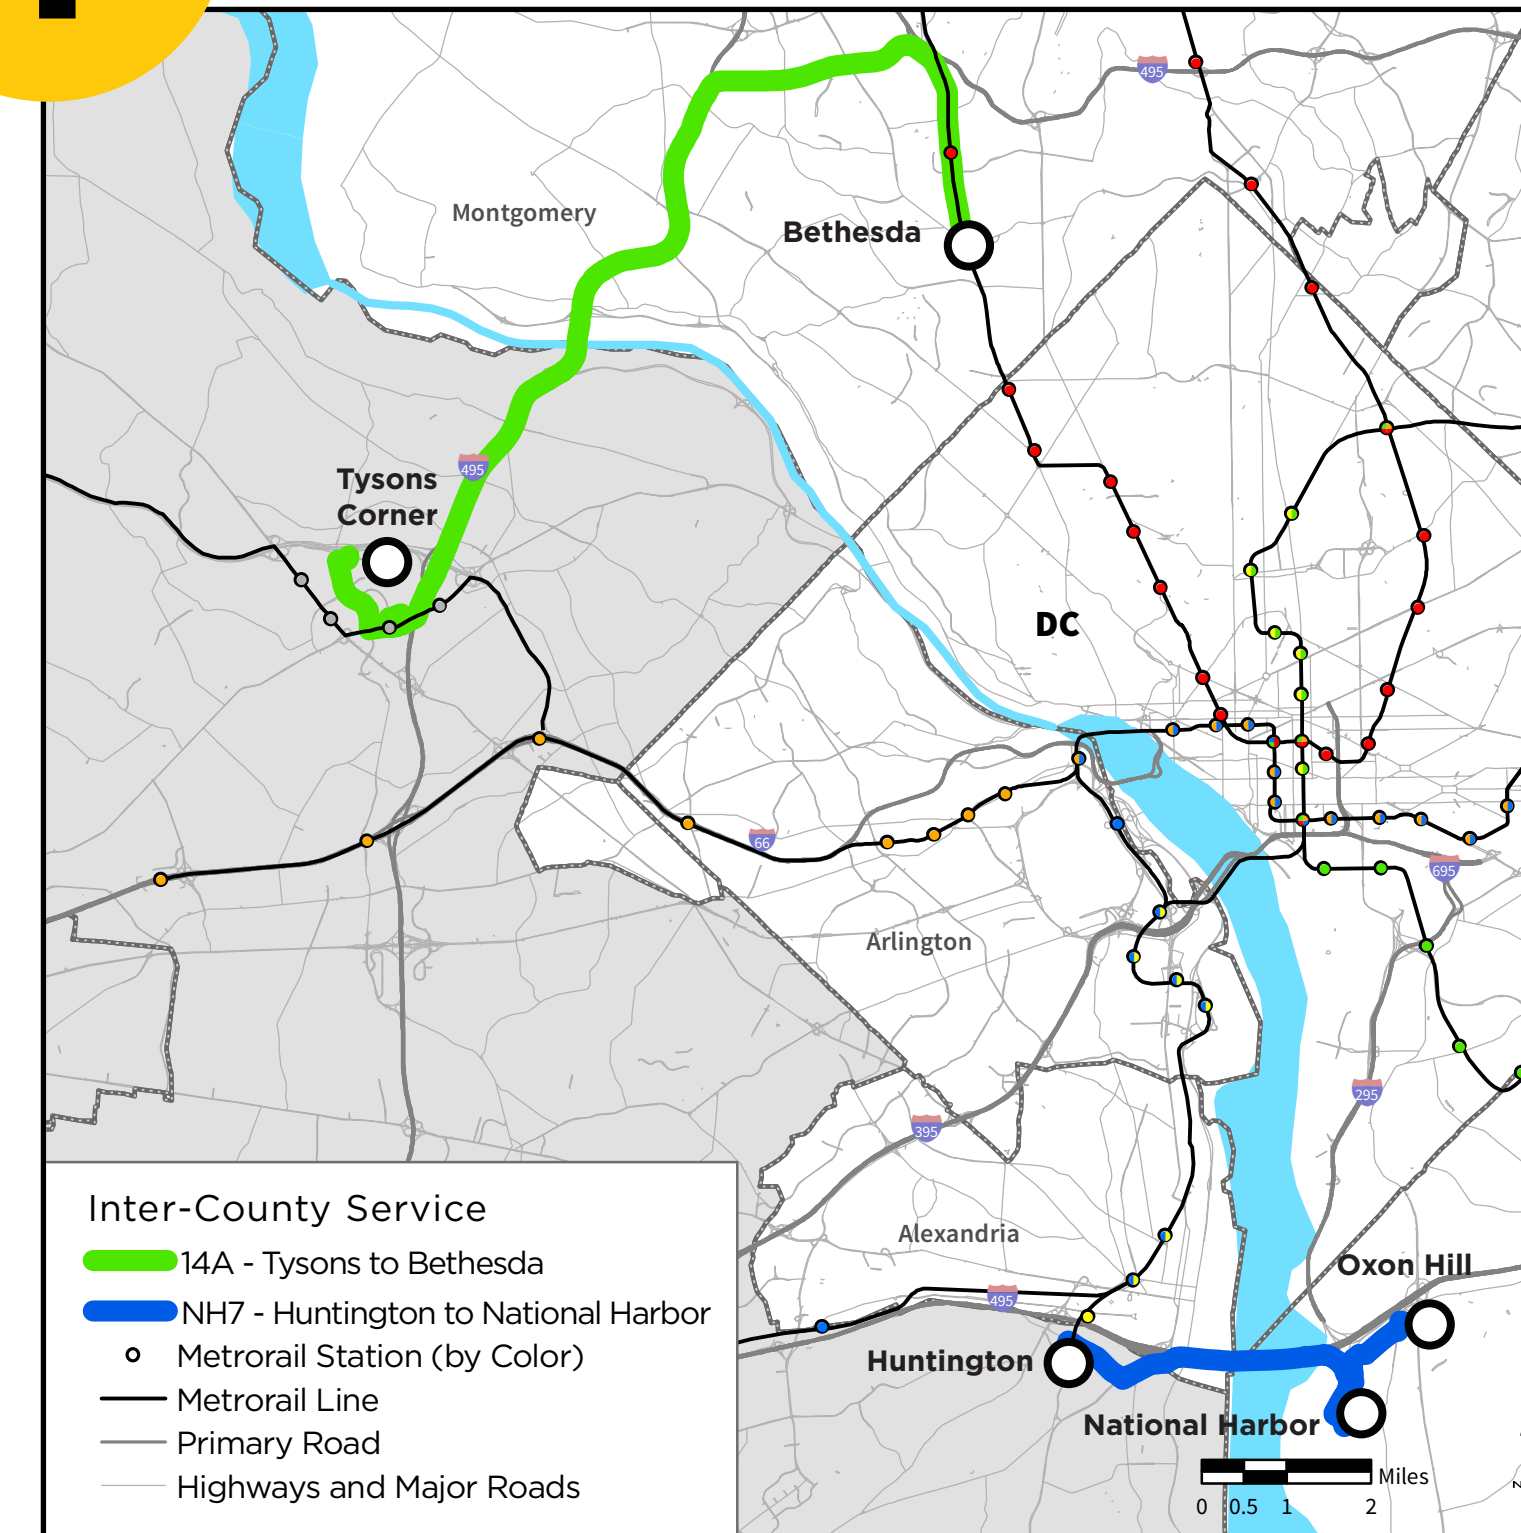 495
Montgomery
Bethesda
495
Tysons
Corner
DC
66
695
Arlington
295
395
Alexandria
495
Oxon Hill
Huntington
National Harbor
Miles
0 0.5 1 2
Inter-County Service
14A - Tysons to Bethesda
NH7 - Huntington to National Harbor
Metrorail Station (by Color)
Metrorail Line
Primary Road
Highways and Major Roads